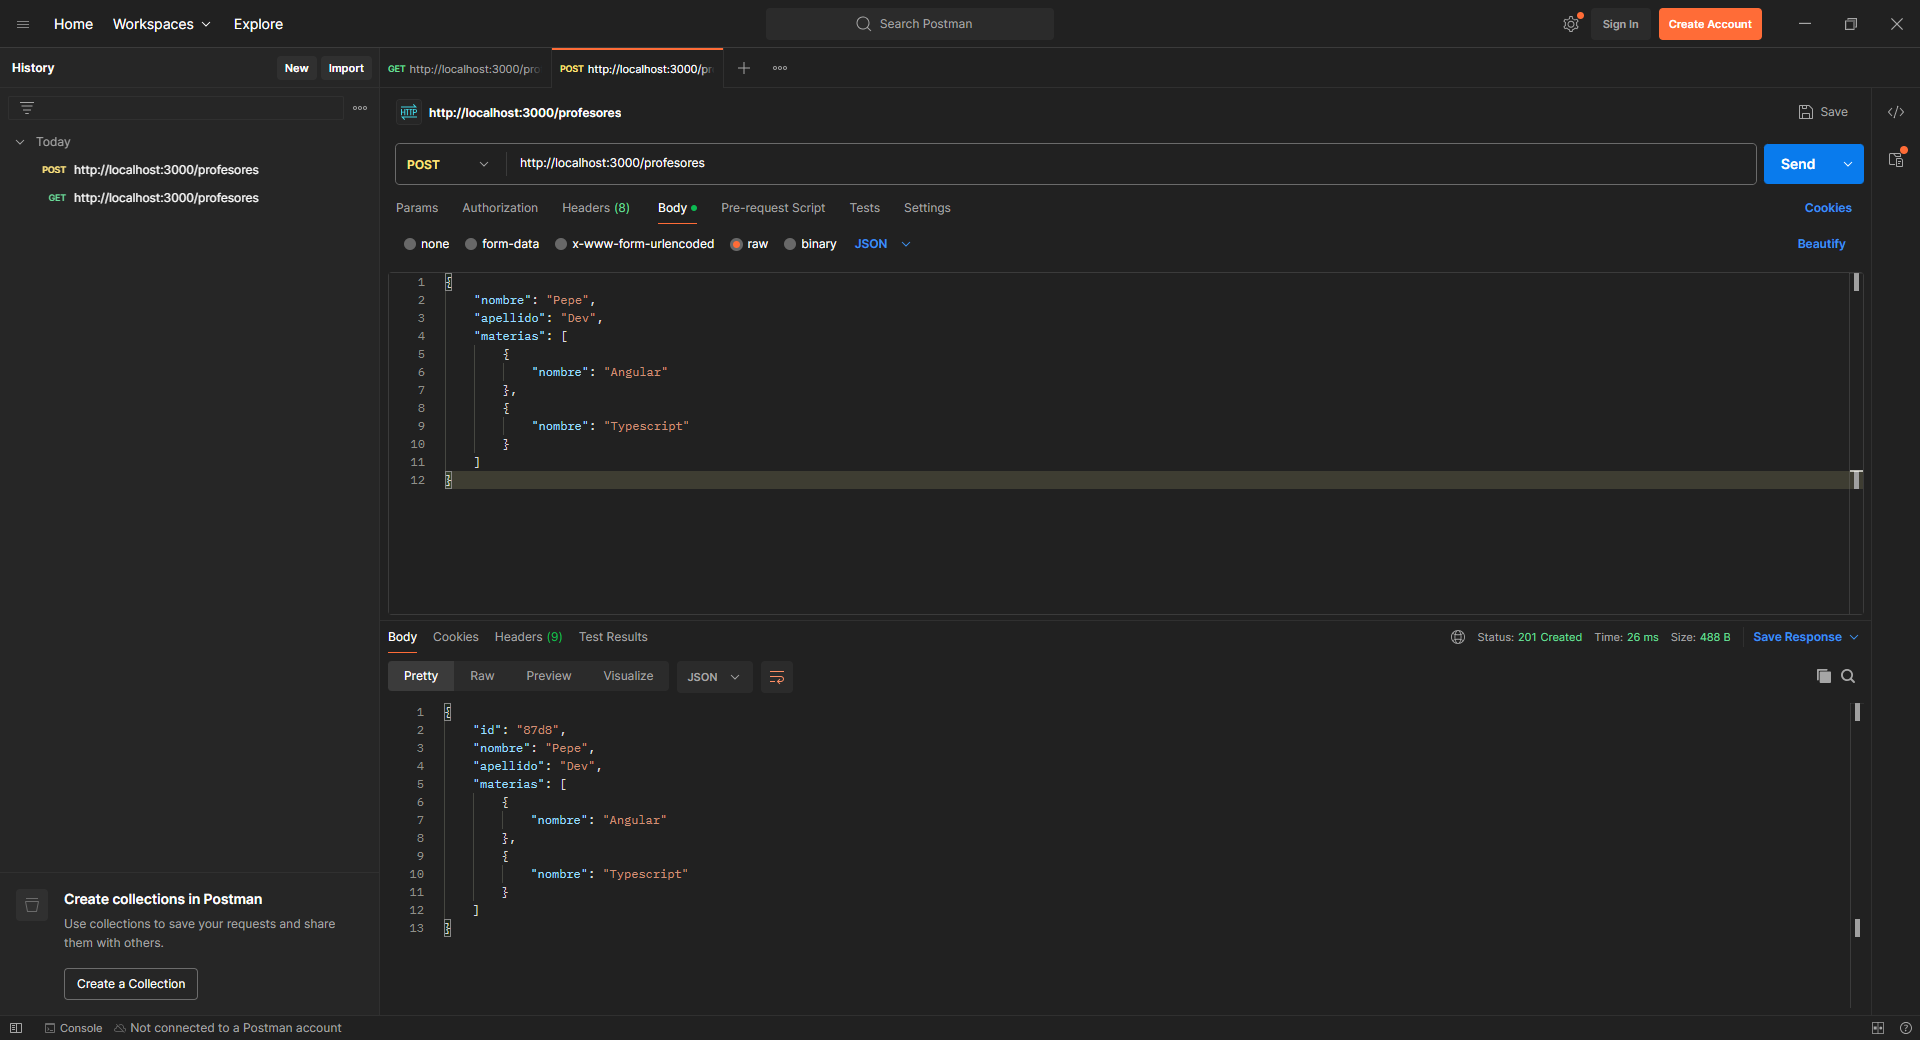 Home Workspaces Explore Search Postman Sign In Create Account
History New Import
GET http://localhost:3000/pro POST http://localhost:3000/pr
HTTP http://localhost:3000/profesores Save
Today
POST http://localhost:3000/profesores
GET http://localhost:3000/profesores
POST http://localhost:3000/profesores Send
Params Authorization Headers (8) Body Pre-request Script Tests Settings Cookies
none form-data x-www-form-urlencoded raw binary JSON Beautify
1 {
2 "nombre": "Pepe",
3 "apellido": "Dev",
4 "materias": [
5 {
6 "nombre": "Angular"
7 },
8 {
9 "nombre": "Typescript"
10 }
11 ]
12 }
Body Cookies Headers (9) Test Results Status: 201 Created Time: 26 ms Size: 488 B Save Response
Pretty Raw Preview Visualize JSON
1 {
2 "id": "87d8",
3 "nombre": "Pepe",
4 "apellido": "Dev",
5 "materias": [
6 {
7 "nombre": "Angular"
8 },
9 {
10 "nombre": "Typescript"
11 }
12 ]
13 }
Create collections in Postman
Use collections to save your requests and share
them with others.
Create a Collection
Console Not connected to a Postman account